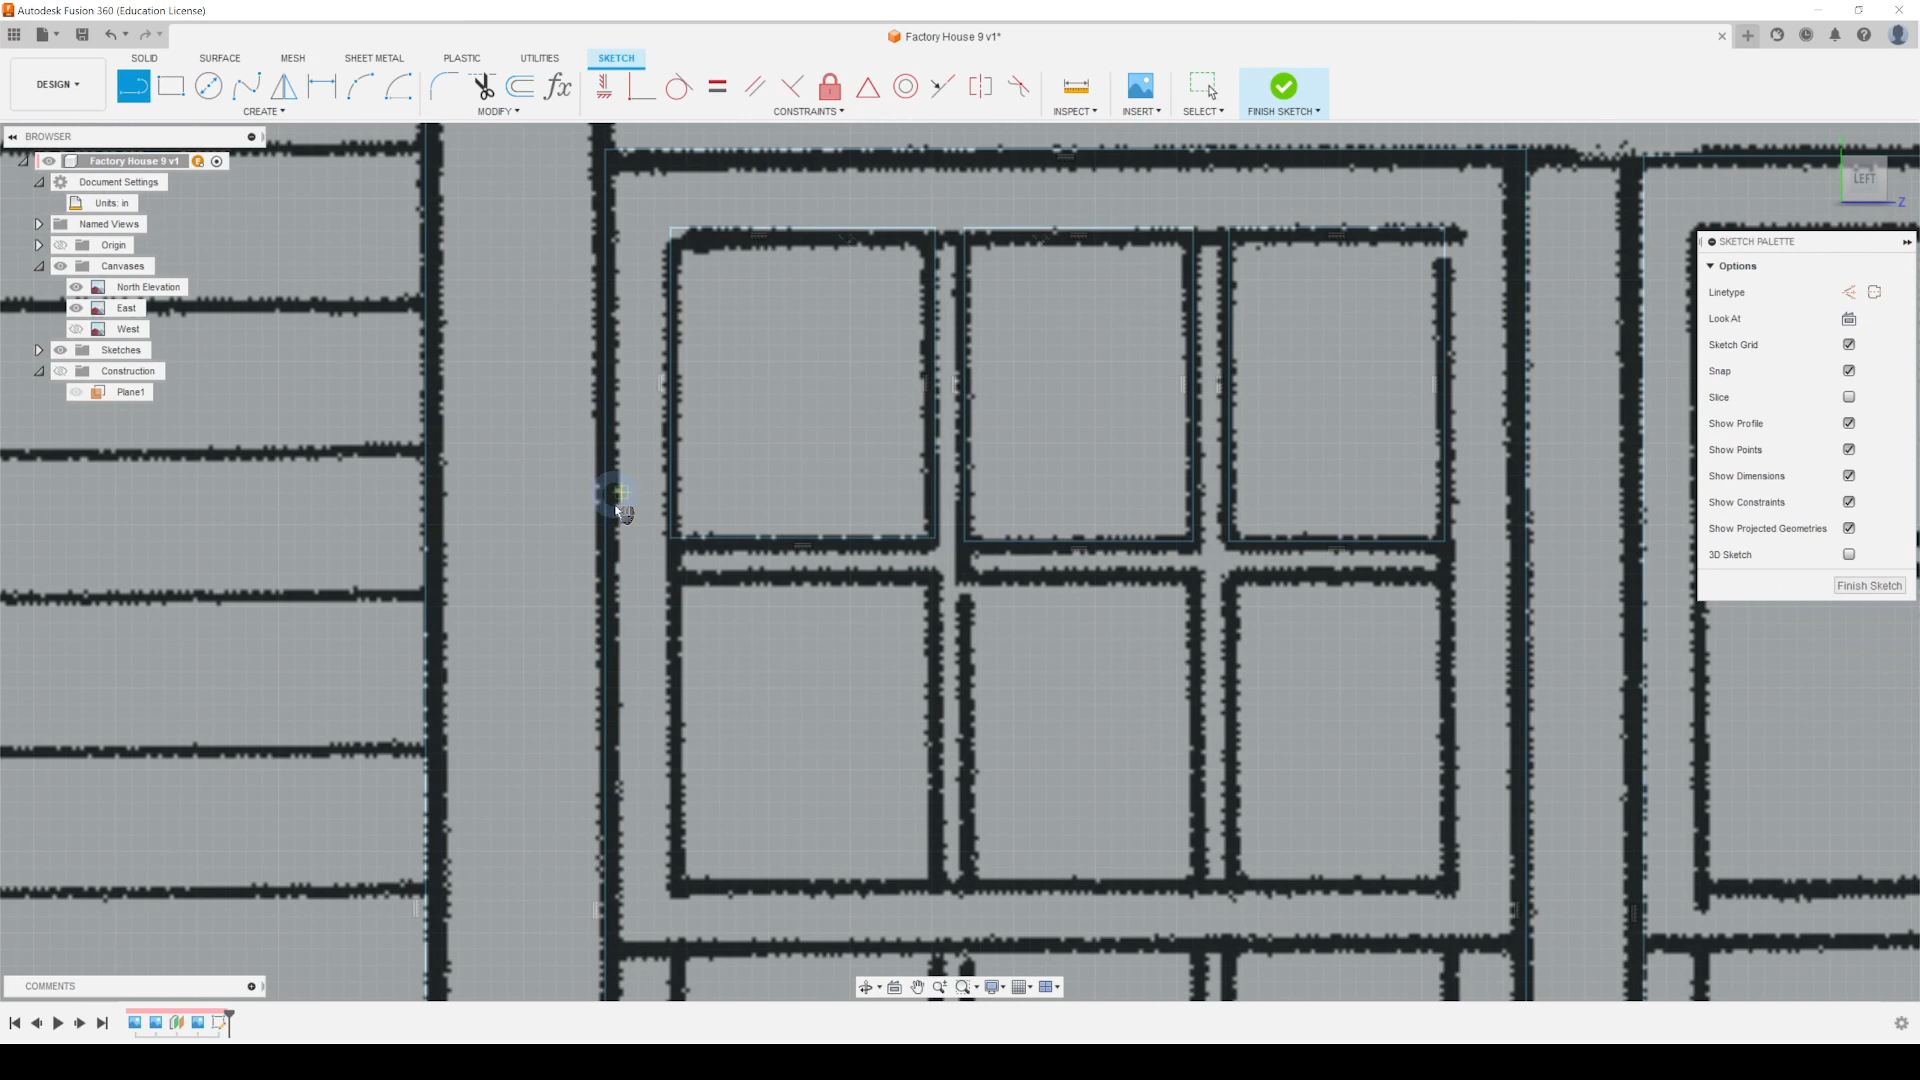 Autodesk Fusion 360 (Education License)
Factory House 9 v1*
DESIGN
SOLID
SURFACE
MESH
SHEET METAL
PLASTIC
UTILITIES
SKETCH
fx
CREATE
MODIFY
CONSTRAINTS
INSPECT
INSERT
SELECT
FINISH SKETCH
BROWSER
Factory House 9 v1
Document Settings
Units: in
Named Views
Origin
Canvases
North Elevation
East
West
Sketches
Construction
Plane1
LEFT
Z
SKETCH PALETTE
Options
Linetype
Look At
Sketch Grid
Snap
Slice
Show Profile
Show Points
Show Dimensions
Show Constraints
Show Projected Geometries
3D Sketch
Finish Sketch
COMMENTS